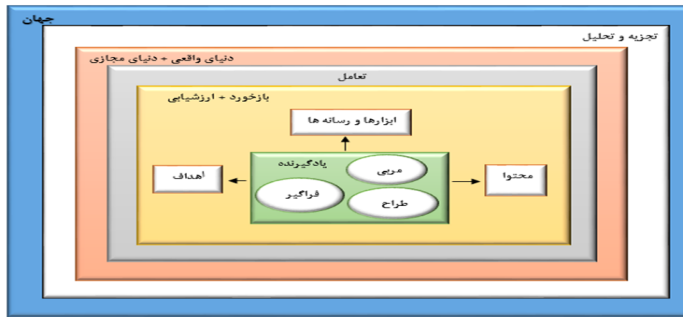 جهان
تجزیه و تحلیل
دنیای واقعی + دنیای مجازی
تعامل
بازخورد + ارزشیابی
ابزارها و رسانه ها
یادگیرنده
مربی
محتوا
اهداف
فراگیر
طراح